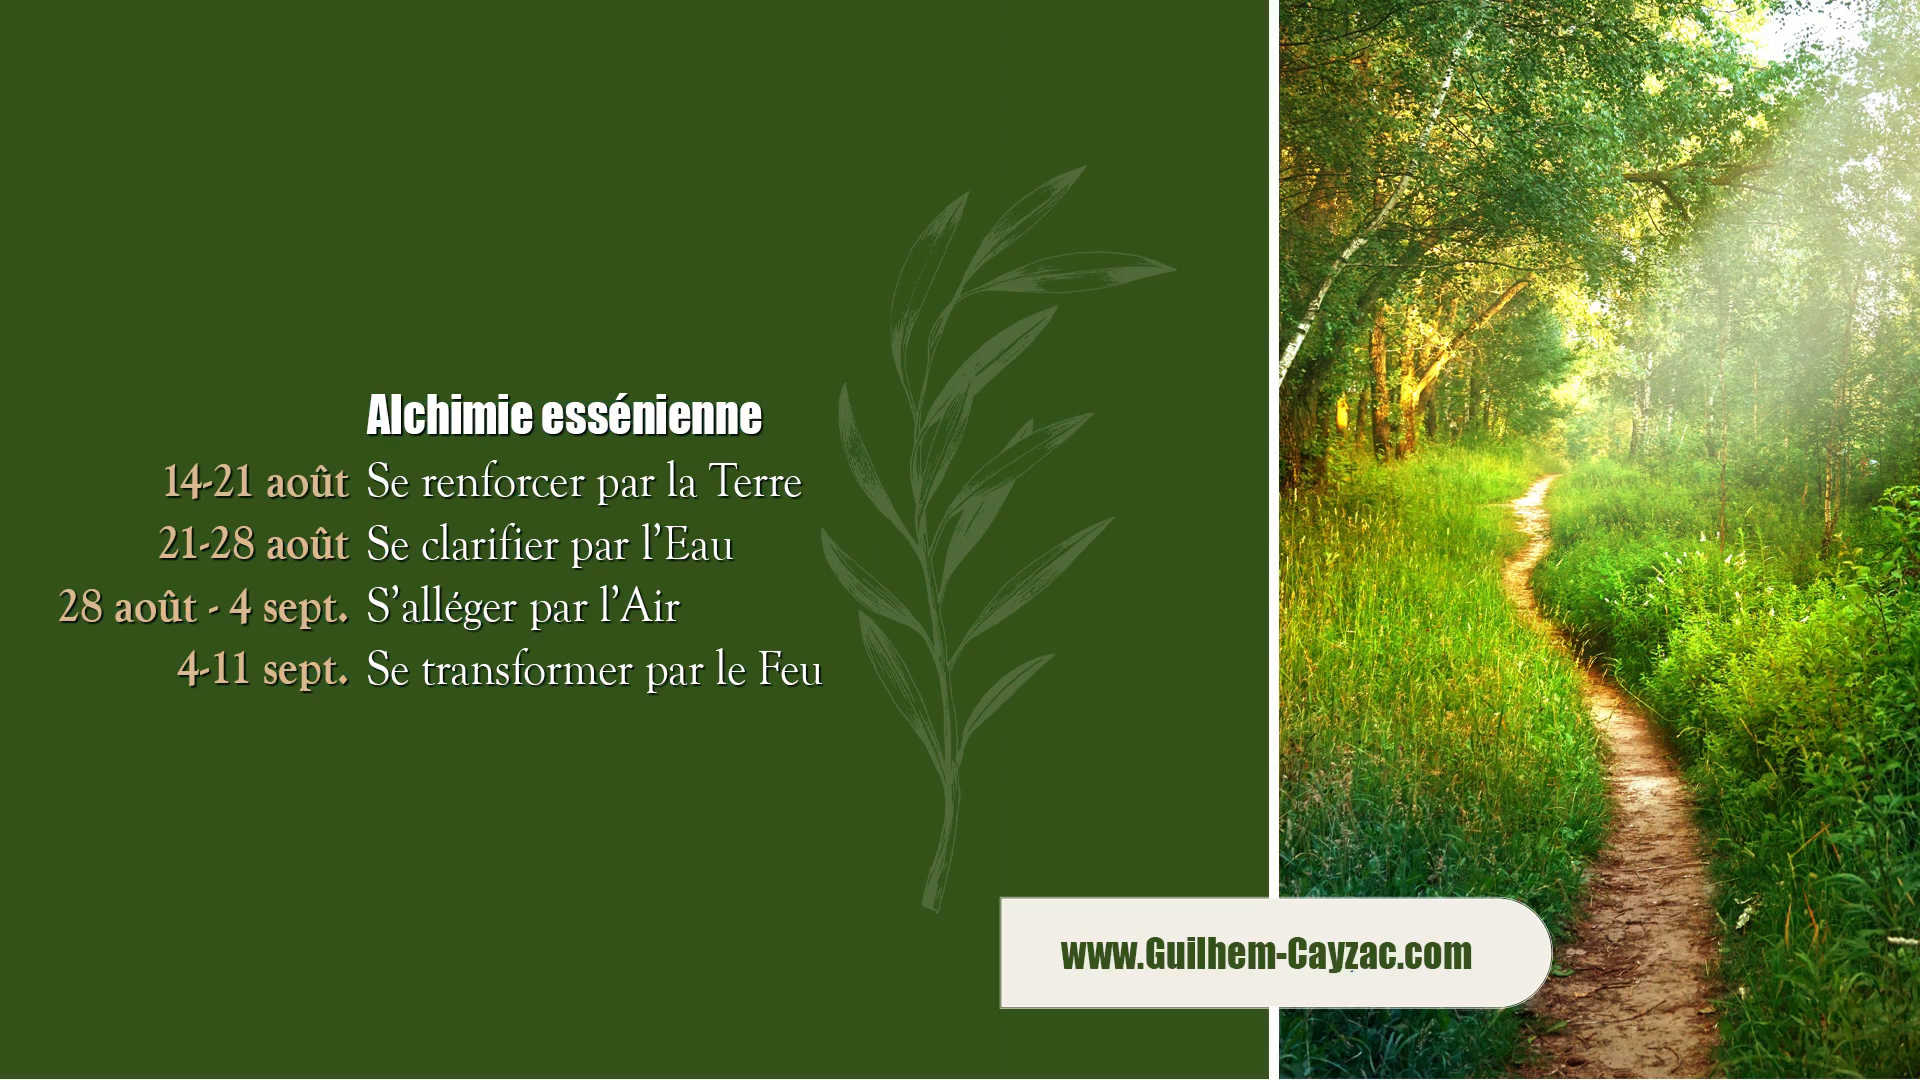 Alchimie essénienne
14-21 août Se renforcer par la Terre
21-28 août Se clarifier par l’Eau
28 août - 4 sept. S’alléger par l’Air
4-11 sept. Se transformer par le Feu
www.Guilhem-Cayzac.com